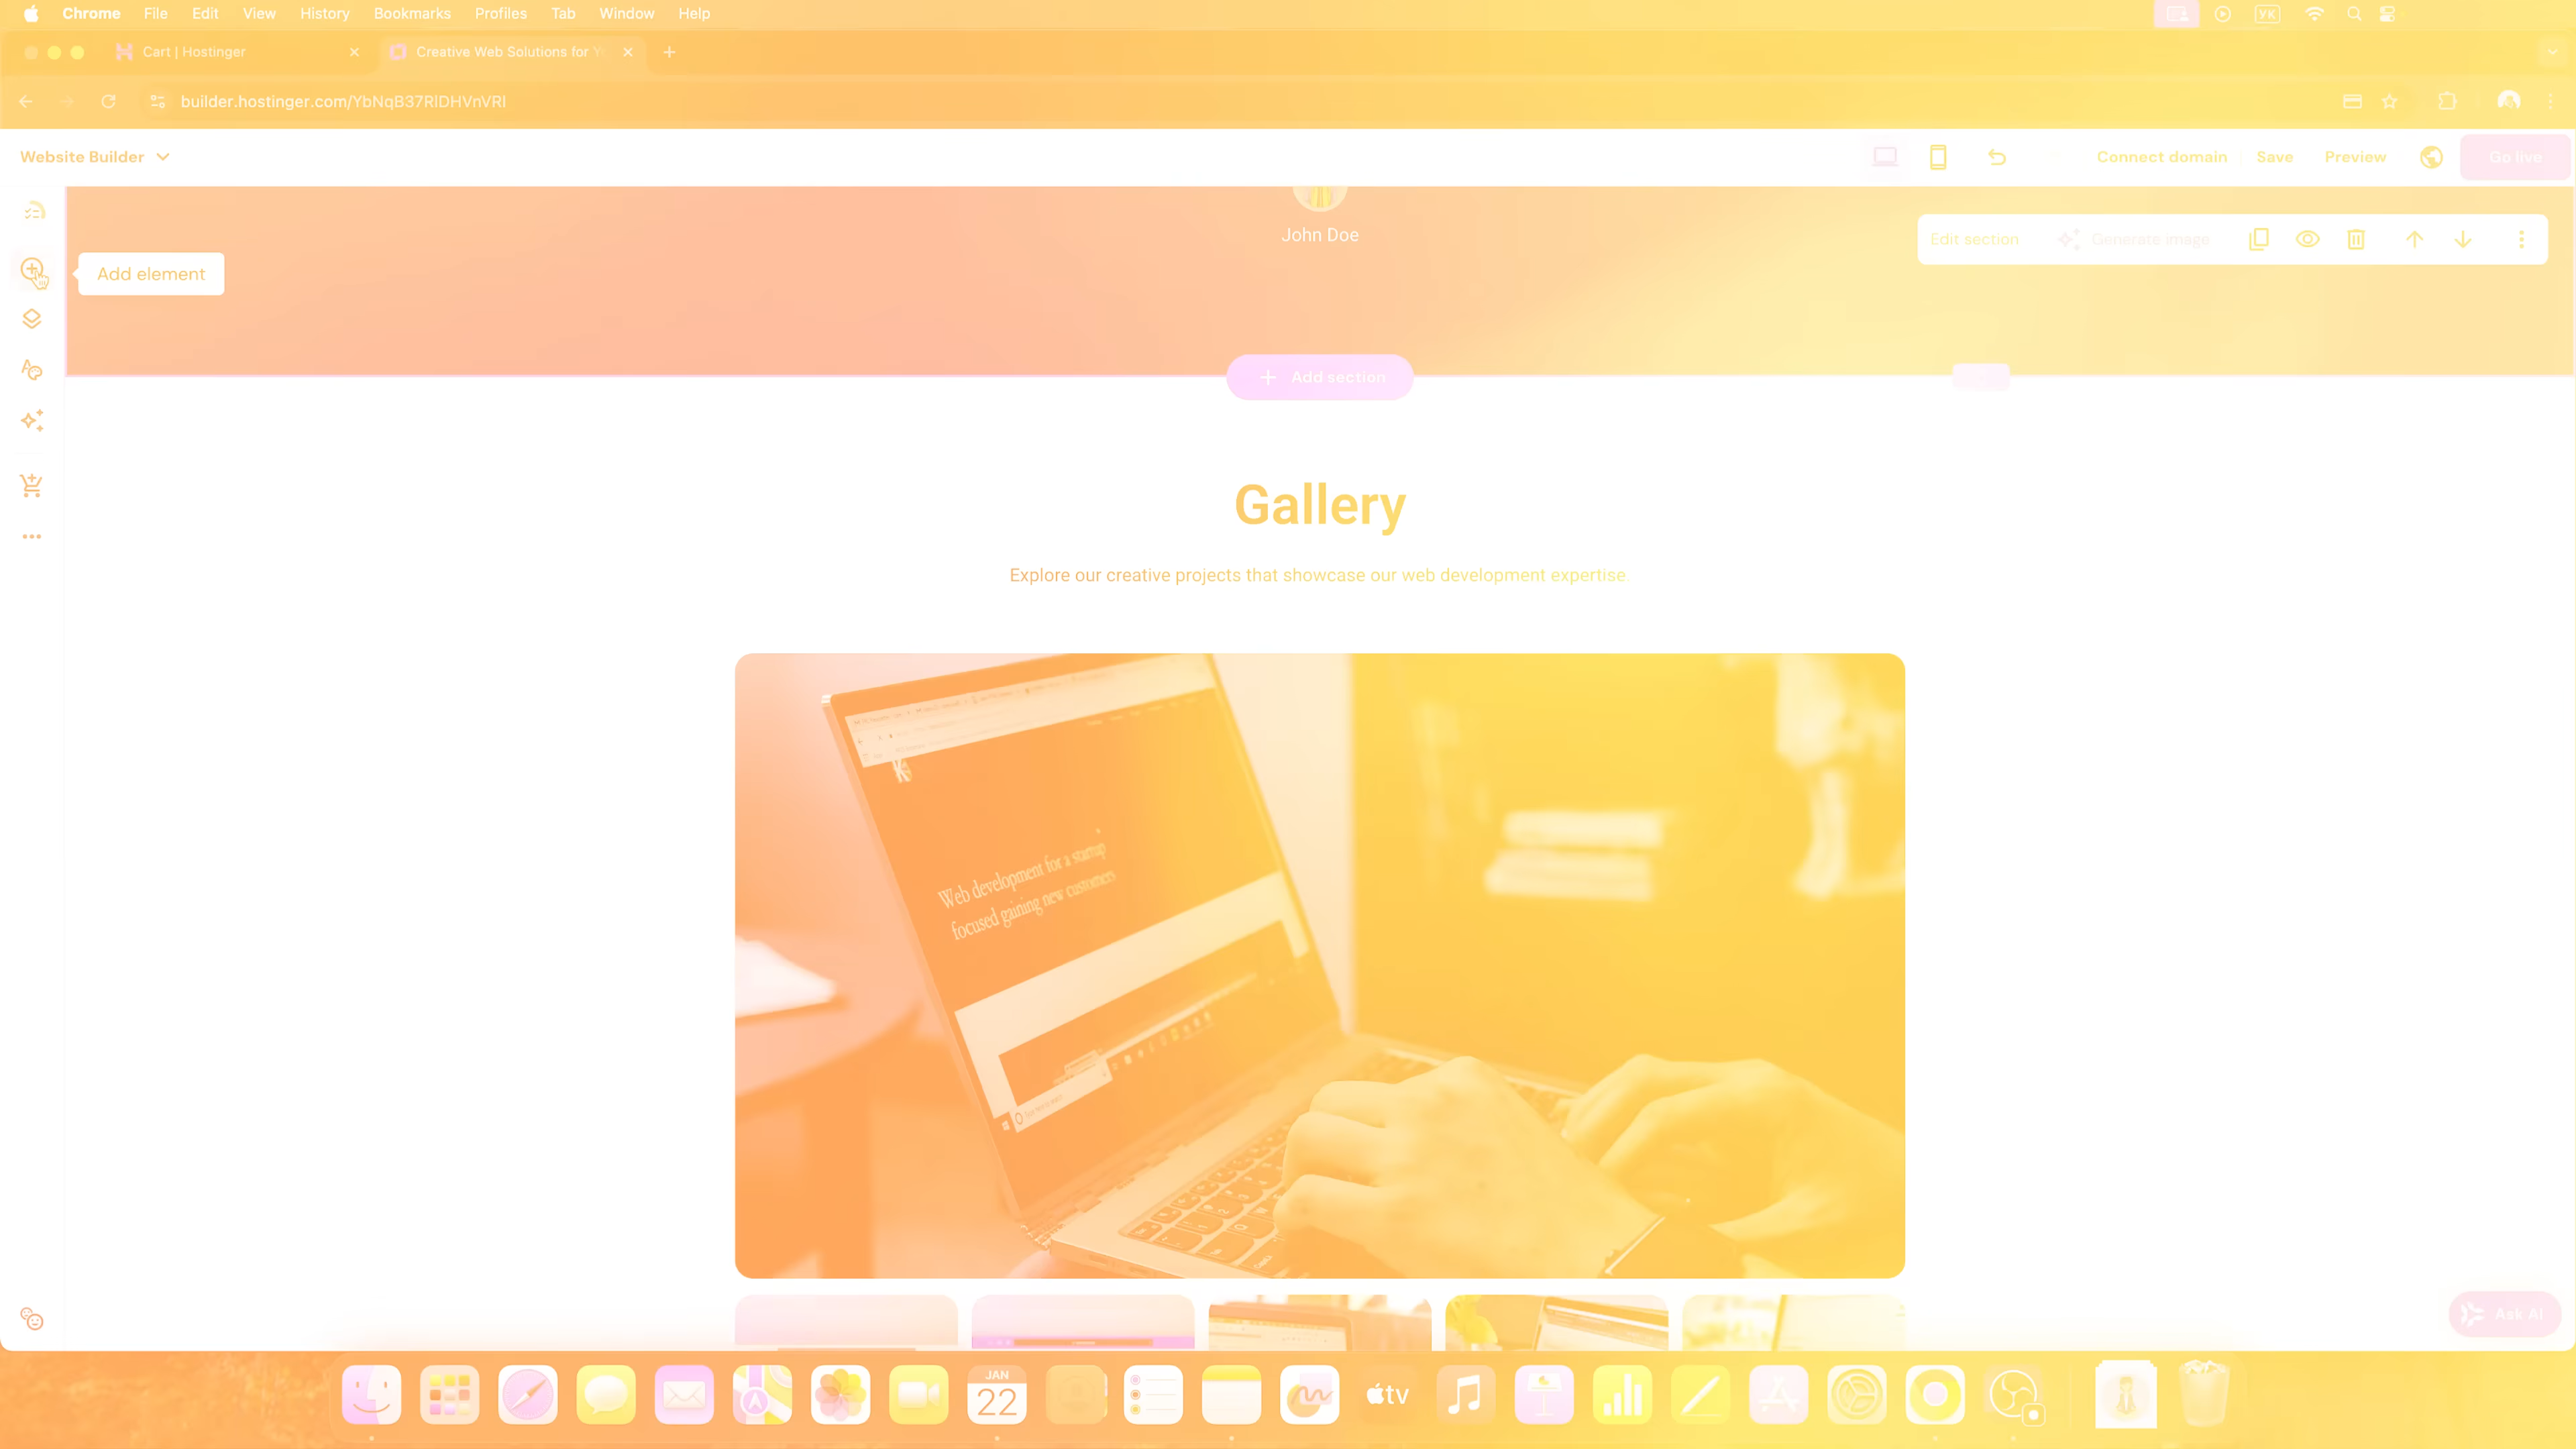 Chrome File Edit View History Bookmarks Profiles Tab Window Help
УК
Cart | Hostinger
Creative Web Solutions for Y
builder.hostinger.com/YbNqB37RlDHVnVRl
Website Builder
Connect domain Save Preview Go live
John Doe
Edit section Generate image
Add element
Add section
Gallery
Explore our creative projects that showcase our web development expertise.
Web development for a startup
focused gaining new customers
Ask AI
JAN
22
tv